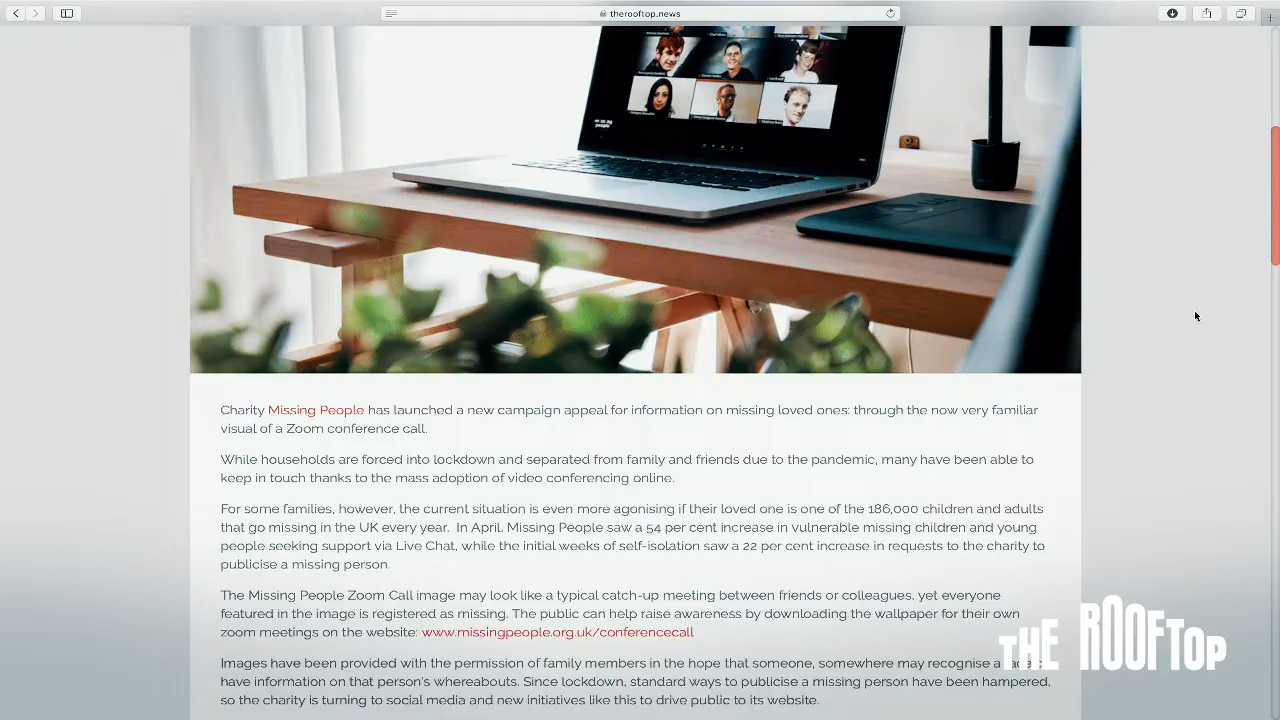 therooftop.news
Charity Missing People has launched a new campaign appeal for information on missing loved ones: through the now very familiar
visual of a Zoom conference call.
While households are forced into lockdown and separated from family and friends due to the pandemic, many have been able to
keep in touch thanks to the mass adoption of video conferencing online.
For some families, however, the current situation is even more agonising if their loved one is one of the 186,000 children and adults
that go missing in the UK every year. In April, Missing People saw a 54 per cent increase in vulnerable missing children and young
people seeking support via Live Chat, while the initial weeks of self-isolation saw a 22 per cent increase in requests to the charity to
publicise a missing person.
The Missing People Zoom Call image may look like a typical catch-up meeting between friends or colleagues, yet everyone
featured in the image is registered as missing. The public can help raise awareness by downloading the wallpaper for their own
zoom meetings on the website: www.missingpeople.org.uk/conferencecall
Images have been provided with the permission of family members in the hope that someone, somewhere may recognise a
have information on that person's whereabouts. Since lockdown, standard ways to publicise a missing person have been hampered,
so the charity is turning to social media and new initiatives like this to drive public to its website.
THE ROOFTOP